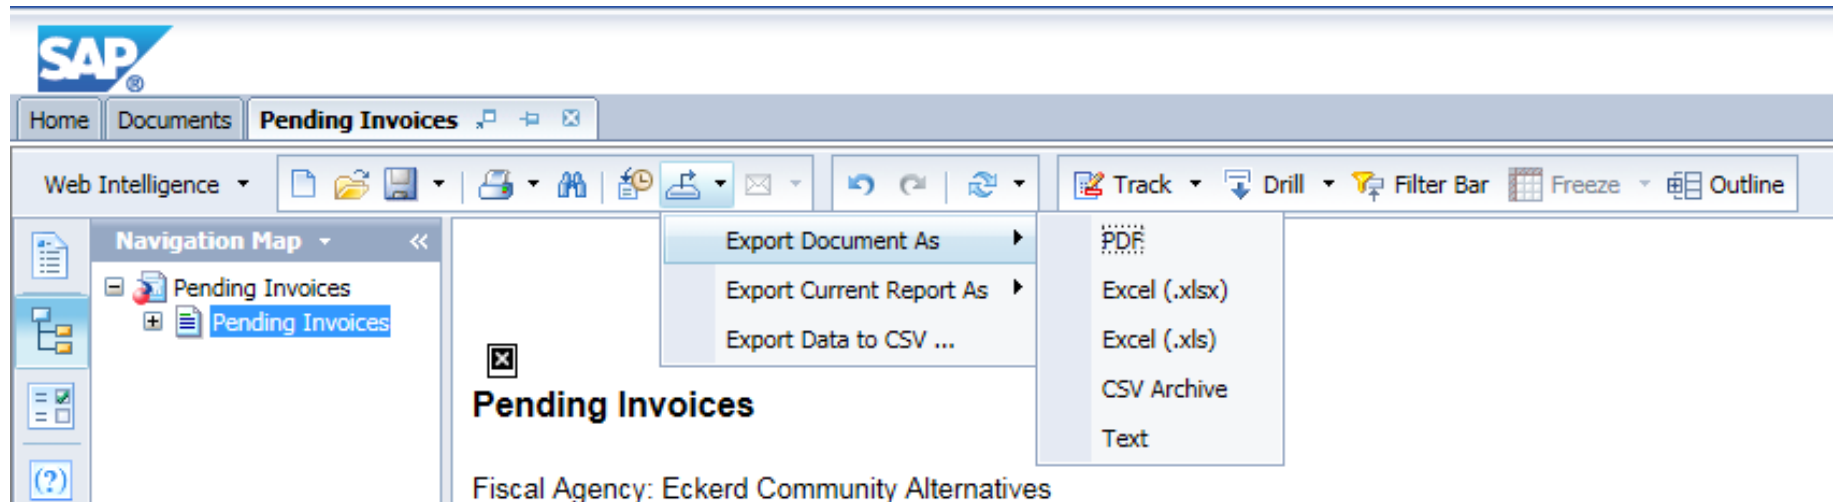 SAP®
Home Documents Pending Invoices
Web Intelligence Track Drill Filter Bar Freeze Outline
Navigation Map «
Pending Invoices
Pending Invoices
Export Document As
Export Current Report As
Export Data to CSV ...
PDF
Excel (.xlsx)
Excel (.xls)
CSV Archive
Text
(?)
Pending Invoices
Fiscal Agency: Eckerd Community Alternatives